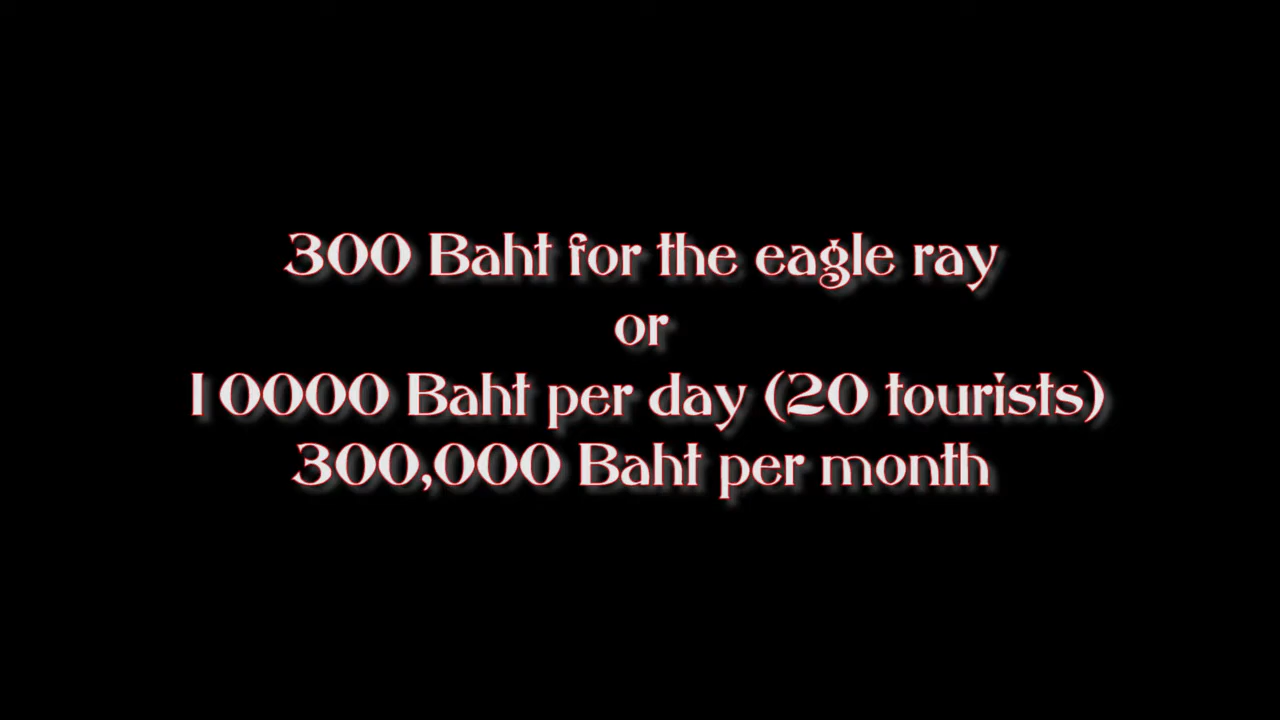 300 Baht for the eagle ray
or
10000 Baht per day (20 tourists)
300,000 Baht per month